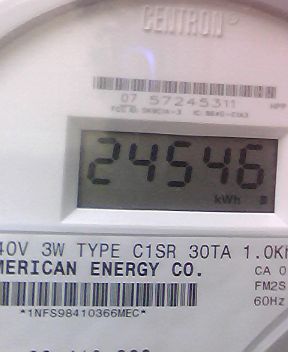 CENTRON
07 57245311
24546
kWh
40V 3W TYPE C1SR 30TA 1.0Kh
MERICAN ENERGY CO.
CA 0
FM2S
60Hz
*1NFS98410366MEC*